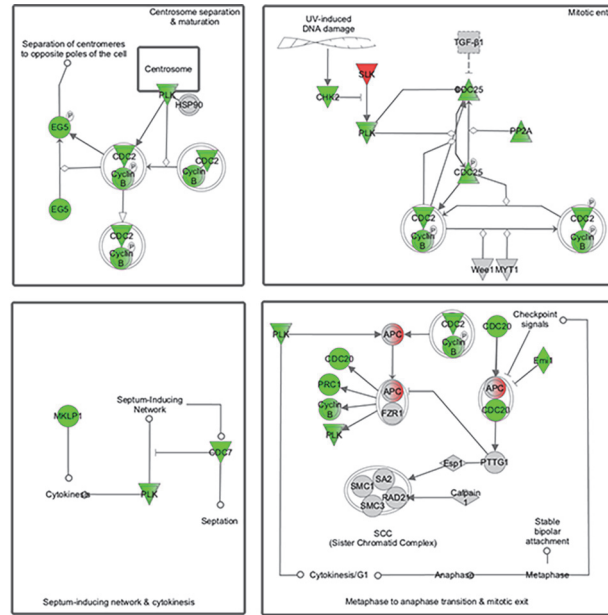 Centrosome separation
& maturation
Separation of centromeres
to opposite poles of the cell
Centrosome
PLK
HSP90
P
EG5
CDC2
Cyclin
B
P
CDC2
Cyclin
B
P
EG5
CDC2
Cyclin
B
P
Mitotic ent
UV-induced
DNA damage
TGF-β1
SLK
CHK2
CDC25
PLK
PP2A
P
CDC25
CDC2
Cyclin
B
P
CDC2
Cyclin
B
P
Wee1
MYT1
Septum-Inducing
Network
MKLP1
CDC7
Cytokinesis
PLK
Septation
Septum-inducing network & cytokinesis
PLK
APC
CDC2
Cyclin
B
P
CDC20
Checkpoint
signals
CDC20
PRC1
Cyclin
B
PLK
APC
FZR1
APC
CDC20
Emi1
Esp1
PTTG1
SMC1
SA2
RAD21
SMC3
Calpain
1
SCC
(Sister Chromatid Complex)
Stable
bipolar
attachment
Cytokinesis/G1
Anaphase
Metaphase
Metaphase to anaphase transition & mitotic exit